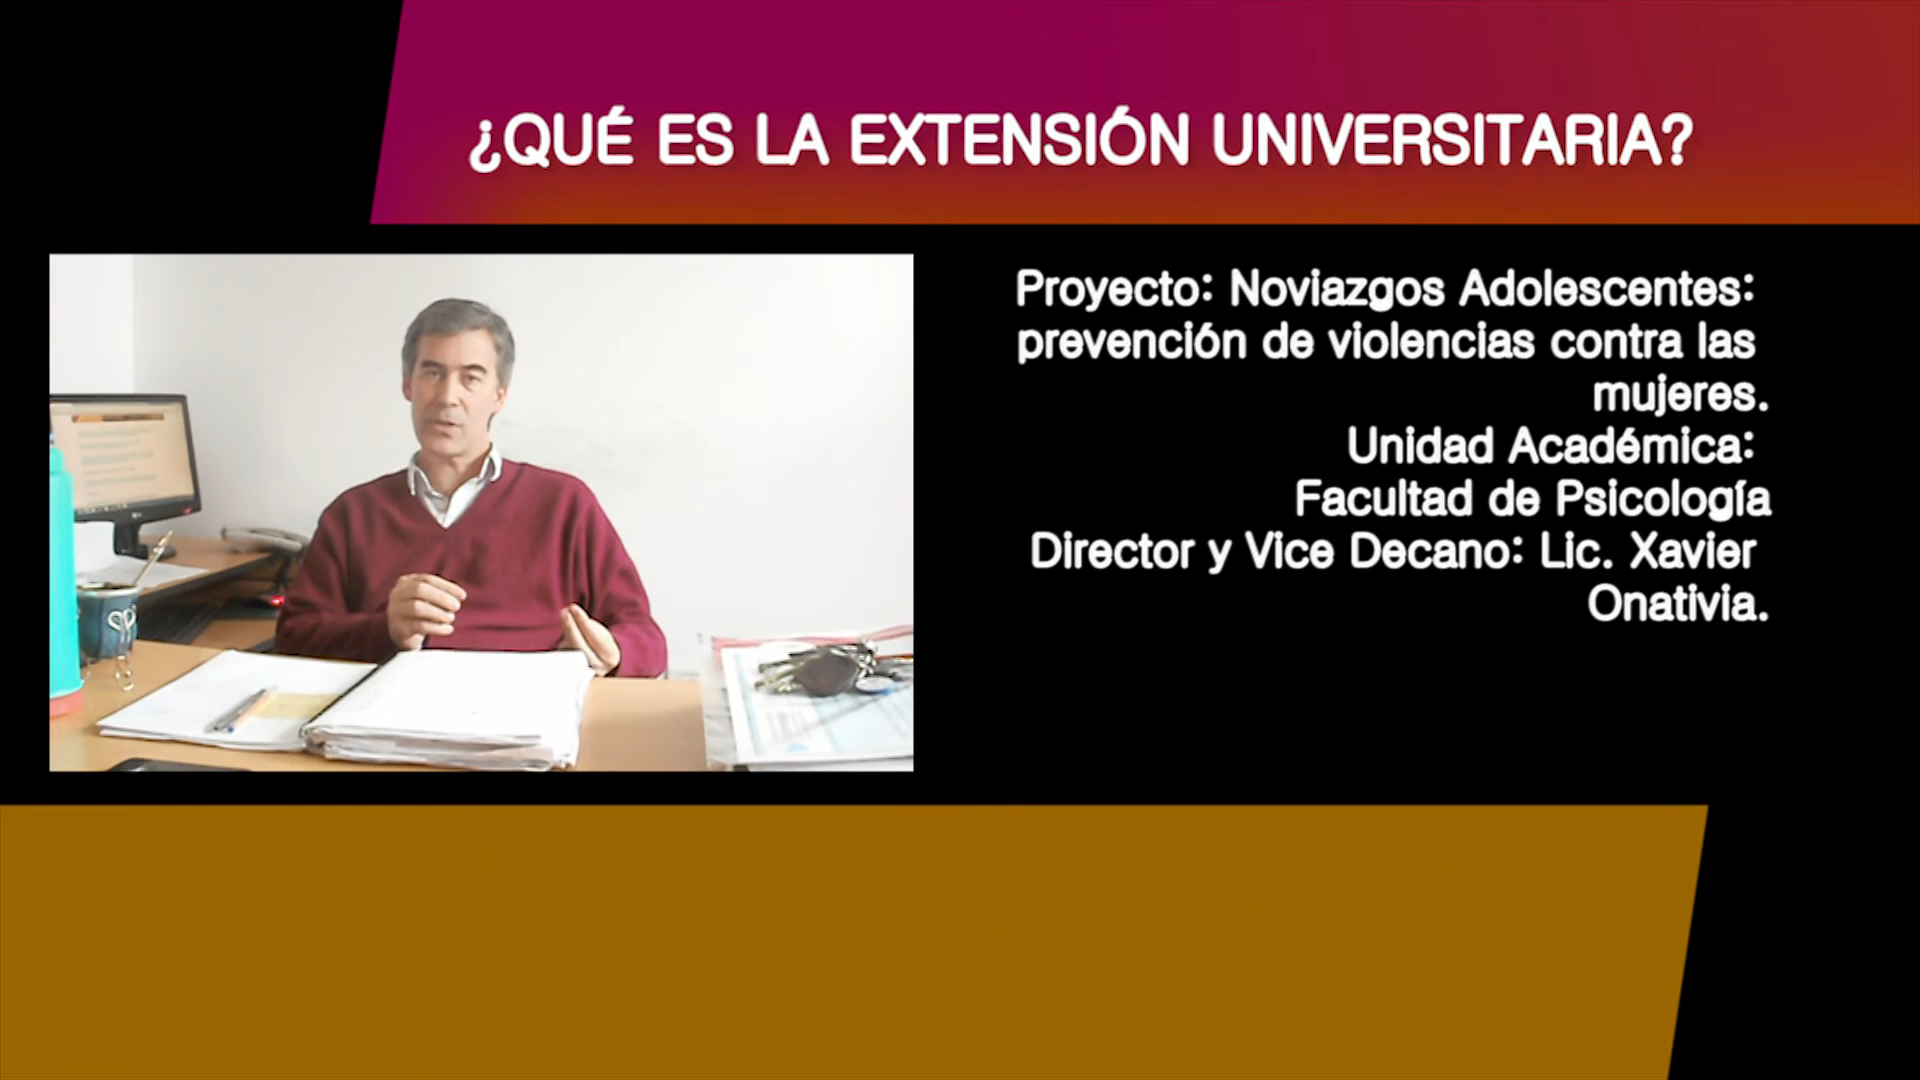 ¿QUÉ ES LA EXTENSIÓN UNIVERSITARIA?
Proyecto: Noviazgos Adolescentes:
prevención de violencias contra las
mujeres.
Unidad Académica:
Facultad de Psicología
Director y Vice Decano: Lic. Xavier
Onativia.